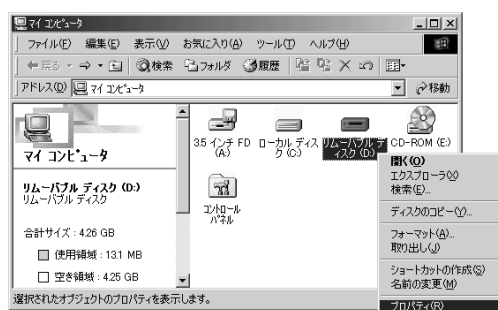 マイ コンピュータ
ファイル(F) 編集(E) 表示(V) お気に入り(A) ツール(T) ヘルプ(H)
戻る 検索 フォルダ 履歴
アドレス(D) マイ コンピュータ 移動
マイ コンピュータ
リムーバブル ディスク (D:)
リムーバブル ディスク
合計サイズ : 4.26 GB
使用領域 : 13.1 MB
空き領域 : 4.25 GB
3.5 インチ FD (A:)
ローカル ディスク (C:)
リムーバブル ディスク (D:)
CD-ROM (E:)
コントロール パネル
開く(O)
エクスプローラ(X)
検索(E)...
ディスクのコピー(Y)...
フォーマット(A)...
取り出し(J)
ショートカットの作成(S)
名前の変更(M)
プロパティ(R)
選択されたオブジェクトのプロパティを表示します。